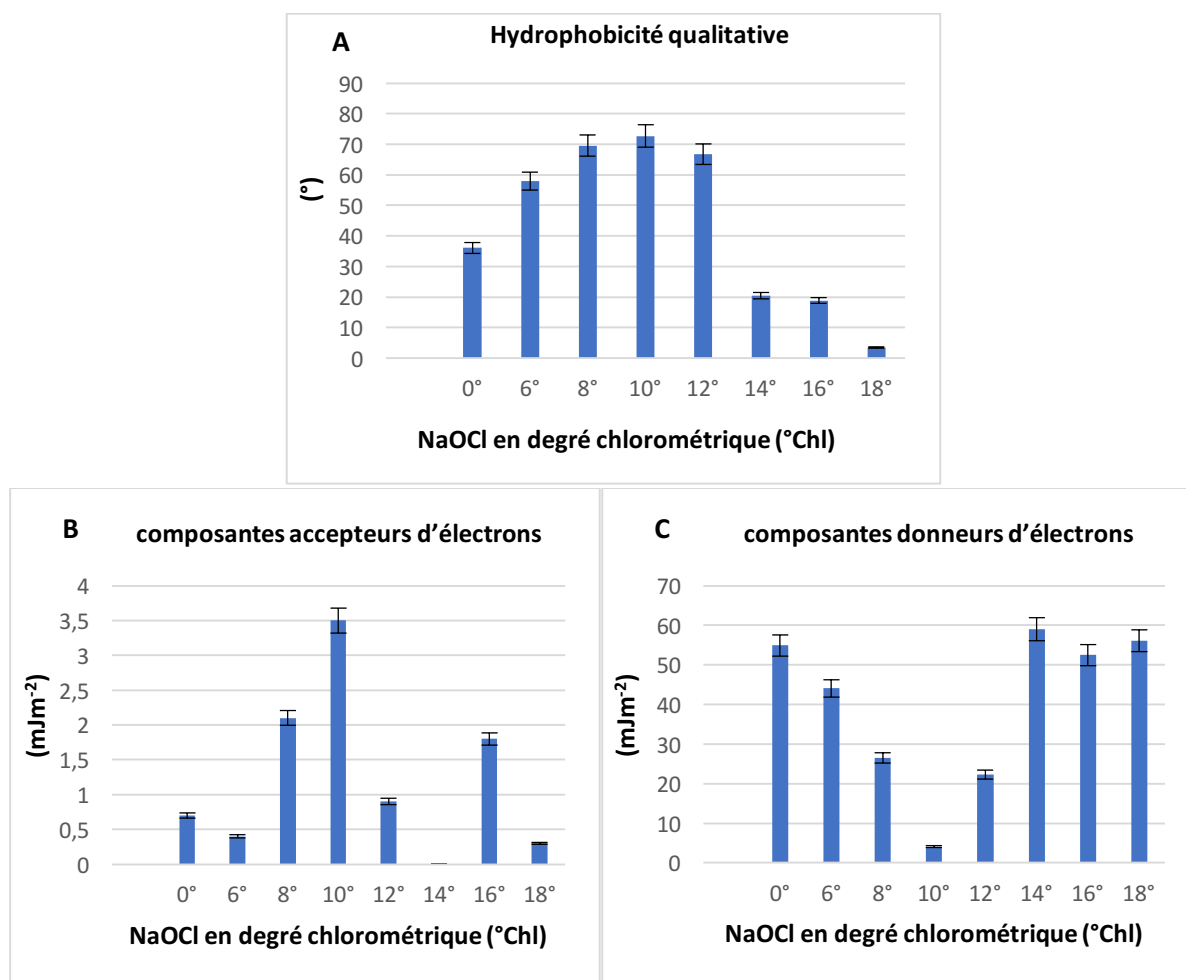 A
Hydrophobicité qualitative
90
80
70
60
50
40
30
20
10
0
(°)
0° 6° 8° 10° 12° 14° 16° 18°
NaOCl en degré chlorométrique (°Chl)
B
composantes accepteurs d’électrons
4
3,5
3
2,5
2
1,5
1
0,5
0
(mJm⁻²)
0° 6° 8° 10° 12° 14° 16° 18°
NaOCl en degré chlorométrique (°Chl)
C
composantes donneurs d’électrons
70
60
50
40
30
20
10
0
(mJm⁻²)
0° 6° 8° 10° 12° 14° 16° 18°
NaOCl en degré chlorométrique (°Chl)